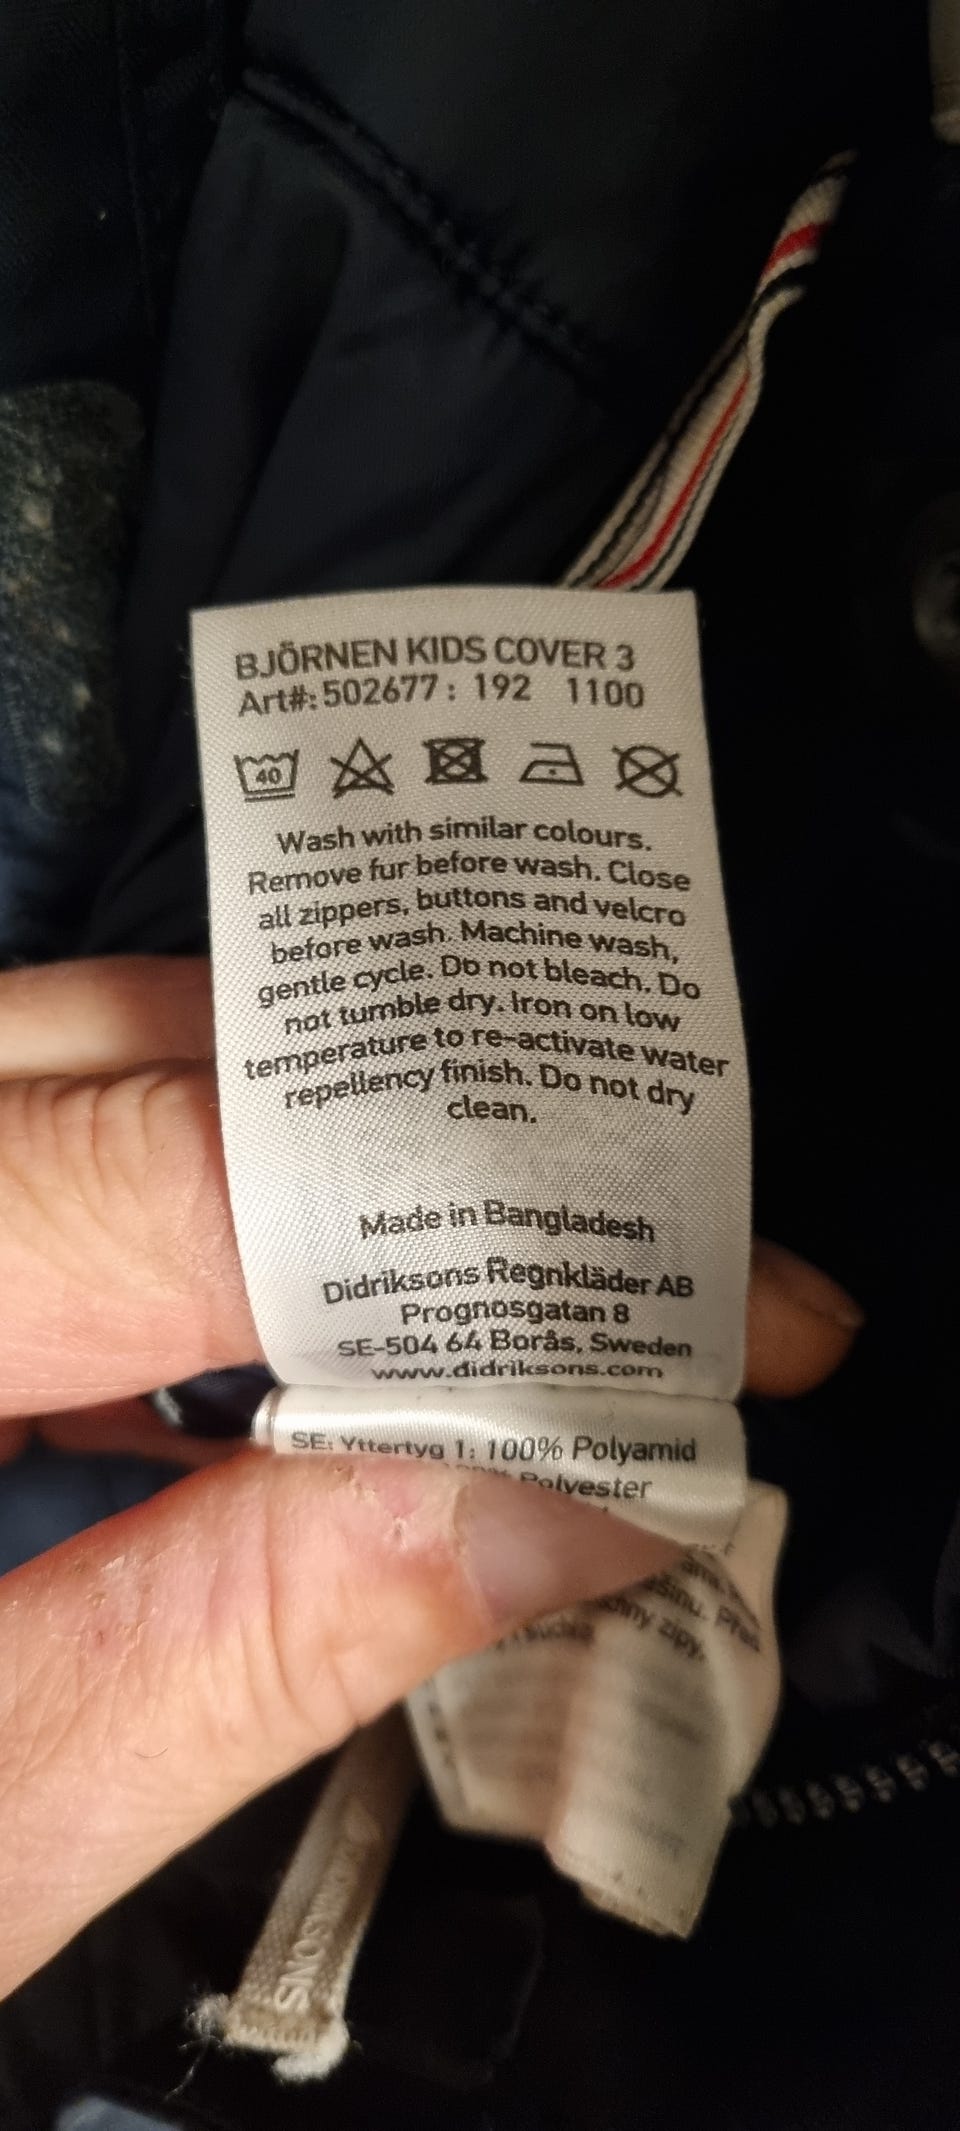 BJÖRNEN KIDS COVER 3
Art#: 502677 : 192 1100
40
Wash with similar colours.
Remove fur before wash. Close
all zippers, buttons and velcro
before wash. Machine wash,
gentle cycle. Do not bleach. Do
not tumble dry. Iron on low
temperature to re-activate water
repellency finish. Do not dry
clean.
Made in Bangladesh
Didriksons Regnkläder AB
Prognosgatan 8
SE-504 64 Borås, Sweden
www.didriksons.com
SE: Yttertyg 1: 100% Polyamid
Polyester
zipy.
DIDRIKSONS